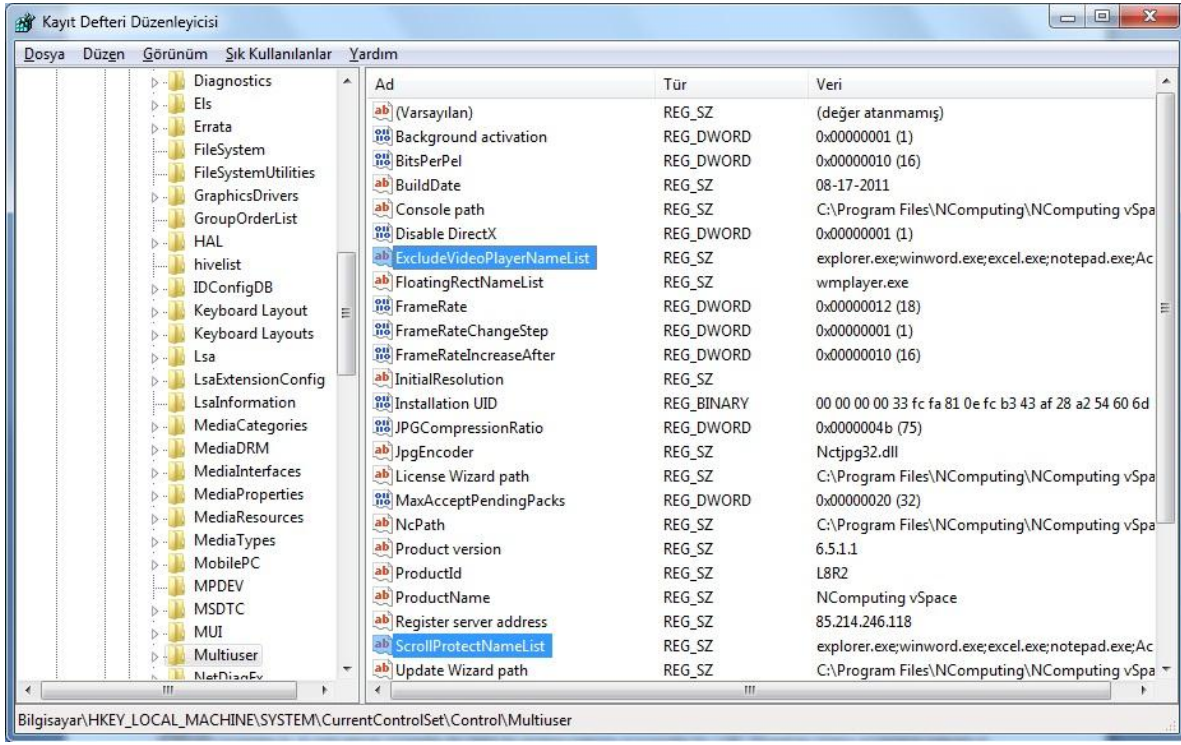 Kayıt Defteri Düzenleyicisi
Dosya Düzen Görünüm Sık Kullanılanlar Yardım
Diagnostics
Els
Errata
FileSystem
FileSystemUtilities
GraphicsDrivers
GroupOrderList
HAL
hivelist
IDConfigDB
Keyboard Layout
Keyboard Layouts
Lsa
LsaExtensionConfig
LsaInformation
MediaCategories
MediaDRM
MediaInterfaces
MediaProperties
MediaResources
MediaTypes
MobilePC
MPDEV
MSDTC
MUI
Multiuser
NetDiagFx
Ad Tür Veri
(Varsayılan) REG_SZ (değer atanmamış)
Background activation REG_DWORD 0x00000001 (1)
BitsPerPel REG_DWORD 0x00000010 (16)
BuildDate REG_SZ 08-17-2011
Console path REG_SZ C:\Program Files\NComputing\NComputing vSpa
Disable DirectX REG_DWORD 0x00000001 (1)
ExcludeVideoPlayerNameList REG_SZ explorer.exe;winword.exe;excel.exe;notepad.exe;Ac
FloatingRectNameList REG_SZ wmplayer.exe
FrameRate REG_DWORD 0x00000012 (18)
FrameRateChangeStep REG_DWORD 0x00000001 (1)
FrameRateIncreaseAfter REG_DWORD 0x00000010 (16)
InitialResolution REG_SZ
Installation UID REG_BINARY 00 00 00 00 33 fc fa 81 0e fc b3 43 af 28 a2 54 60 6d
JPGCompressionRatio REG_DWORD 0x0000004b (75)
JpgEncoder REG_SZ Nctjpg32.dll
License Wizard path REG_SZ C:\Program Files\NComputing\NComputing vSpa
MaxAcceptPendingPacks REG_DWORD 0x00000020 (32)
NcPath REG_SZ C:\Program Files\NComputing\NComputing vSpa
Product version REG_SZ 6.5.1.1
ProductId REG_SZ L8R2
ProductName REG_SZ NComputing vSpace
Register server address REG_SZ 85.214.246.118
ScrollProtectNameList REG_SZ explorer.exe;winword.exe;excel.exe;notepad.exe;Ac
Update Wizard path REG_SZ C:\Program Files\NComputing\NComputing vSpa
Bilgisayar\HKEY_LOCAL_MACHINE\SYSTEM\CurrentControlSet\Control\Multiuser